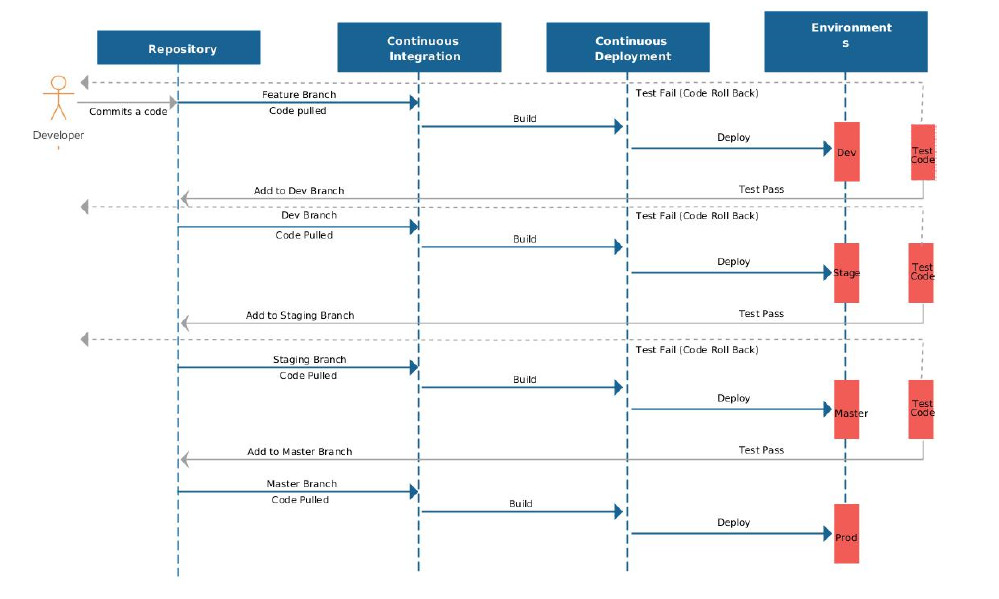 Repository
Continuous
Integration
Continuous
Deployment
Environment
s
Developer
Commits a code
Feature Branch
Code pulled
Test Fail (Code Roll Back)
Build
Deploy
Dev
Test
Code
Add to Dev Branch
Test Pass
Dev Branch
Code Pulled
Test Fail (Code Roll Back)
Build
Deploy
Stage
Test
Code
Add to Staging Branch
Test Pass
Staging Branch
Code Pulled
Test Fail (Code Roll Back)
Build
Deploy
Master
Test
Code
Add to Master Branch
Test Pass
Master Branch
Code Pulled
Build
Deploy
Prod